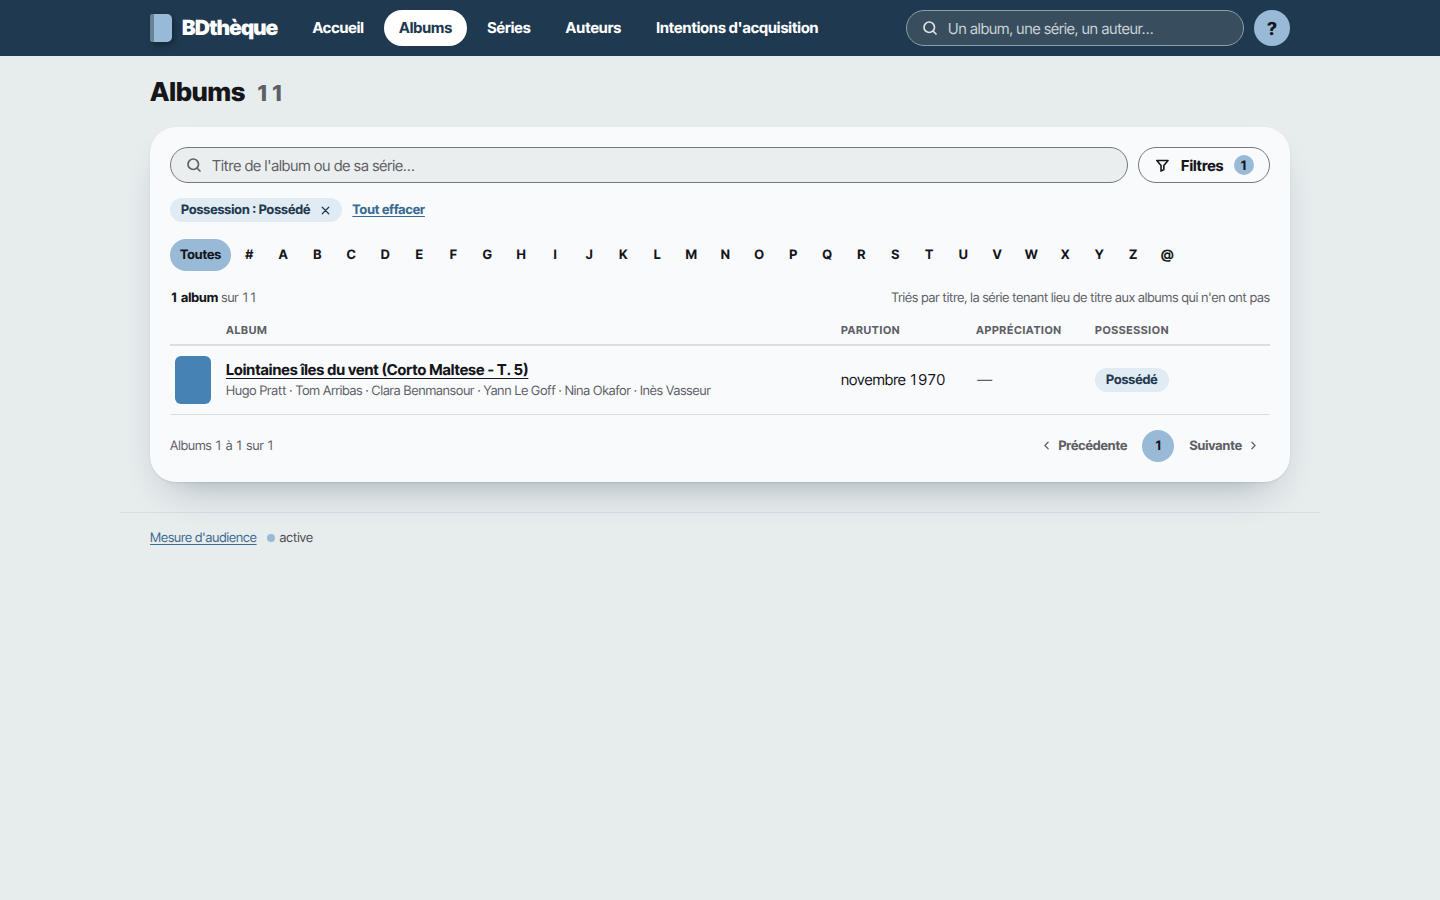 BDthèque Accueil Albums Séries Auteurs Intentions d'acquisition Un album, une série, un auteur... ?
Albums 11
Titre de l'album ou de sa série... Filtres 1
Possession : Possédé × Tout effacer
Toutes # A B C D E F G H I J K L M N O P Q R S T U V W X Y Z @
1 album sur 11 Triés par titre, la série tenant lieu de titre aux albums qui n'en ont pas
ALBUM PARUTION APPRÉCIATION POSSESSION
Lointaines îles du vent (Corto Maltese - T. 5)
Hugo Pratt · Tom Arribas · Clara Benmansour · Yann Le Goff · Nina Okafor · Inès Vasseur
novembre 1970 — Possédé
Albums 1 à 1 sur 1 Précédente 1 Suivante
Mesure d'audience active